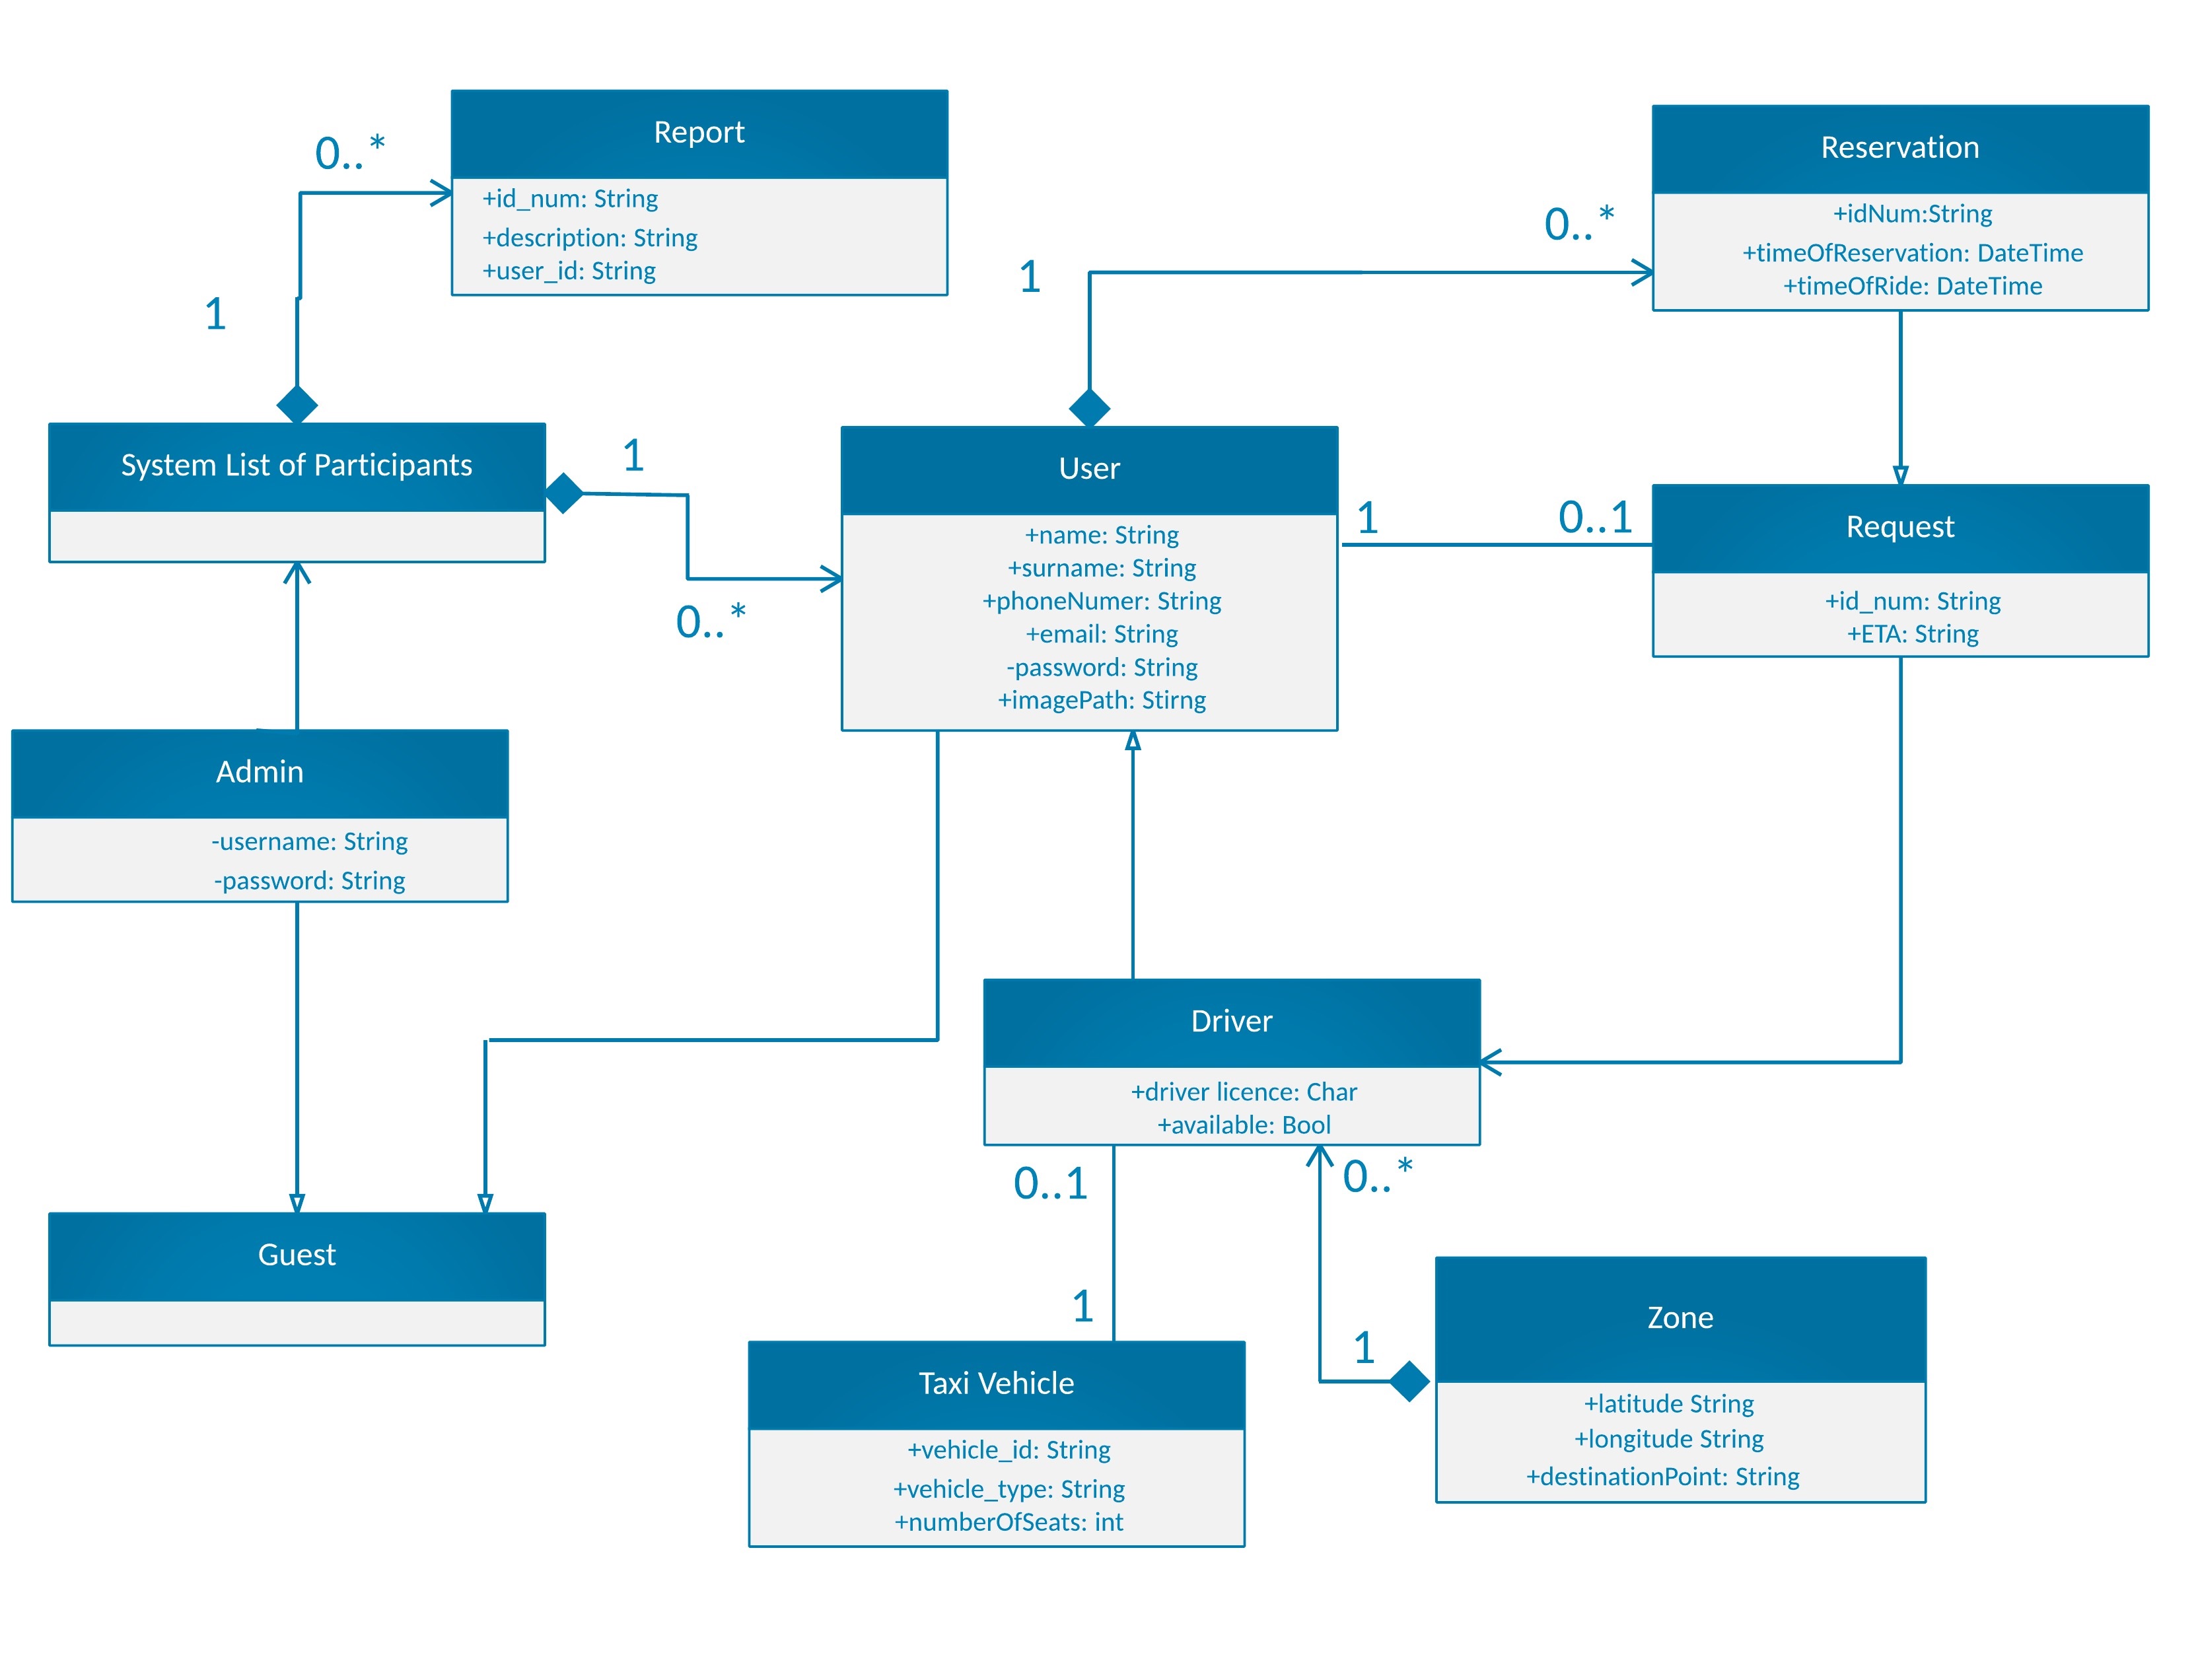 Report
+id_num: String
+description: String
+user_id: String
0..*
1
Reservation
+idNum:String
+timeOfReservation: DateTime
+timeOfRide: DateTime
0..*
1
System List of Participants
1
0..*
User
+name: String
+surname: String
+phoneNumer: String
+email: String
-password: String
+imagePath: Stirng
1
0..1
Request
+id_num: String
+ETA: String
Admin
-username: String
-password: String
Driver
+driver licence: Char
+available: Bool
0..1
0..*
1
1
Guest
Zone
+latitude String
+longitude String
+destinationPoint: String
Taxi Vehicle
+vehicle_id: String
+vehicle_type: String
+numberOfSeats: int